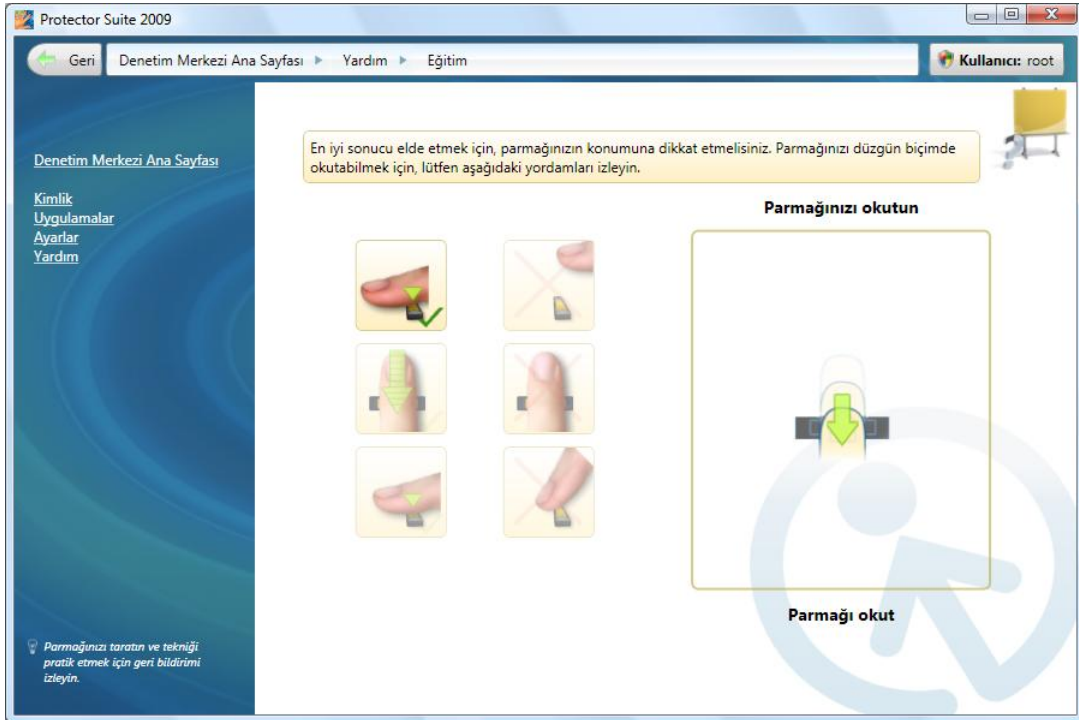 Protector Suite 2009
Geri
Denetim Merkezi Ana Sayfası
Yardım
Eğitim
Kullanıcı: root
Denetim Merkezi Ana Sayfası
Kimlik
Uygulamalar
Ayarlar
Yardım
En iyi sonucu elde etmek için, parmağınızın konumuna dikkat etmelisiniz. Parmağınızı düzgün biçimde
okutabilmek için, lütfen aşağıdaki yordamları izleyin.
Parmağınızı okutun
Parmağı okut
Parmağınızı taratın ve tekniği
pratik etmek için geri bildirimi
izleyin.